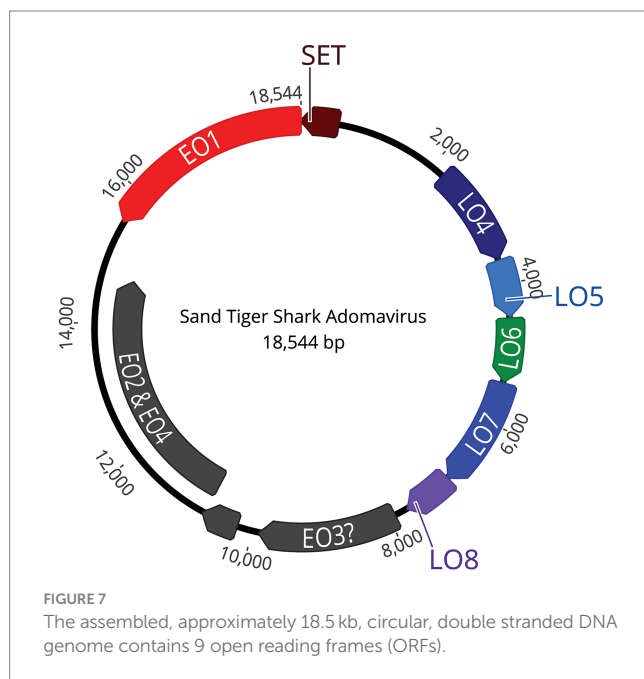 SET
18,544
EO1
2,000
16,000
LO4
4,000
LO5
Sand Tiger Shark Adomavirus
18,544 bp
14,000
LO6
EO2 & EO4
LO7
6,000
12,000
EO3?
8,000
10,000
LO8
FIGURE 7
The assembled, approximately 18.5 kb, circular, double stranded DNA
genome contains 9 open reading frames (ORFs).